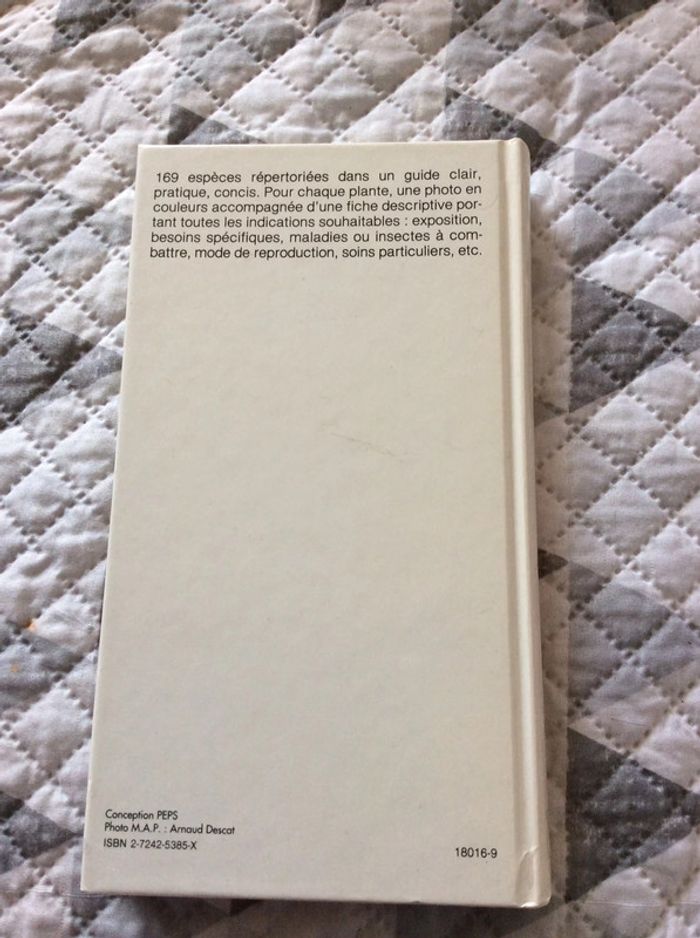 169 espèces répertoriées dans un guide clair,
pratique, concis. Pour chaque plante, une photo en
couleurs accompagnée d'une fiche descriptive por-
tant toutes les indications souhaitables : exposition,
besoins spécifiques, maladies ou insectes à com-
battre, mode de reproduction, soins particuliers, etc.
Conception PEPS
Photo M.A.P. : Arnaud Descat
ISBN 2-7242-5385-X
18016-9